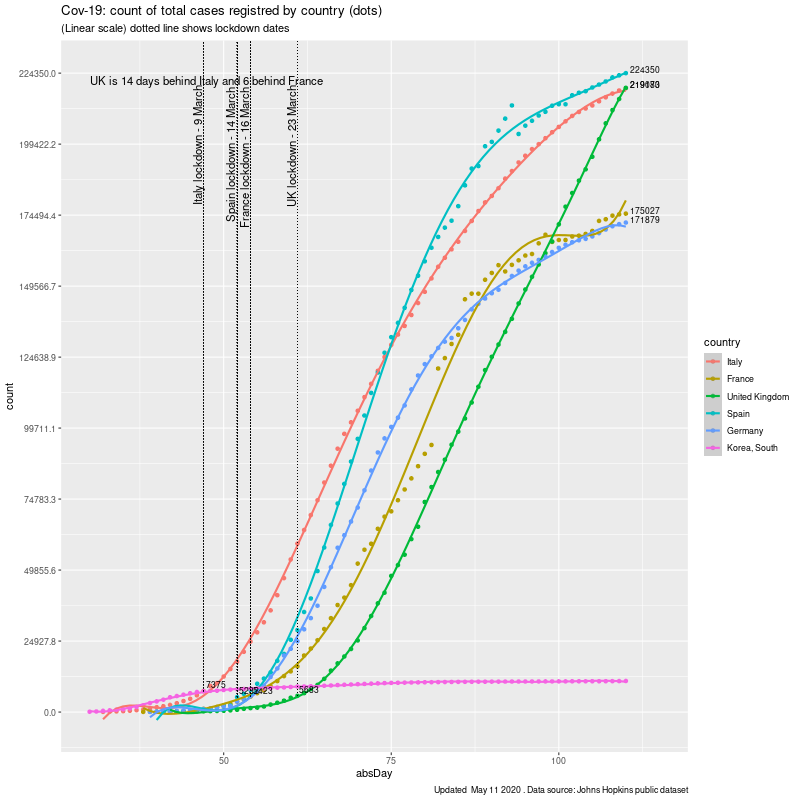 Cov-19: count of total cases registred by country (dots)
(Linear scale) dotted line shows lockdown dates
224350.0
199422.2
174494.4
149566.7
124638.9
99711.1
74783.3
49855.6
24927.8
0.0
count
UK is 14 days behind Italy and 6 behind France
Italy lockdown - 9 March
Spain lockdown - 14 March
France lockdown - 16 March
UK lockdown - 23 March
224350
175027
171879
7375
5683
50
75
100
absDay
country
Italy
France
United Kingdom
Spain
Germany
Korea, South
Updated May 11 2020 . Data source: Johns Hopkins public dataset